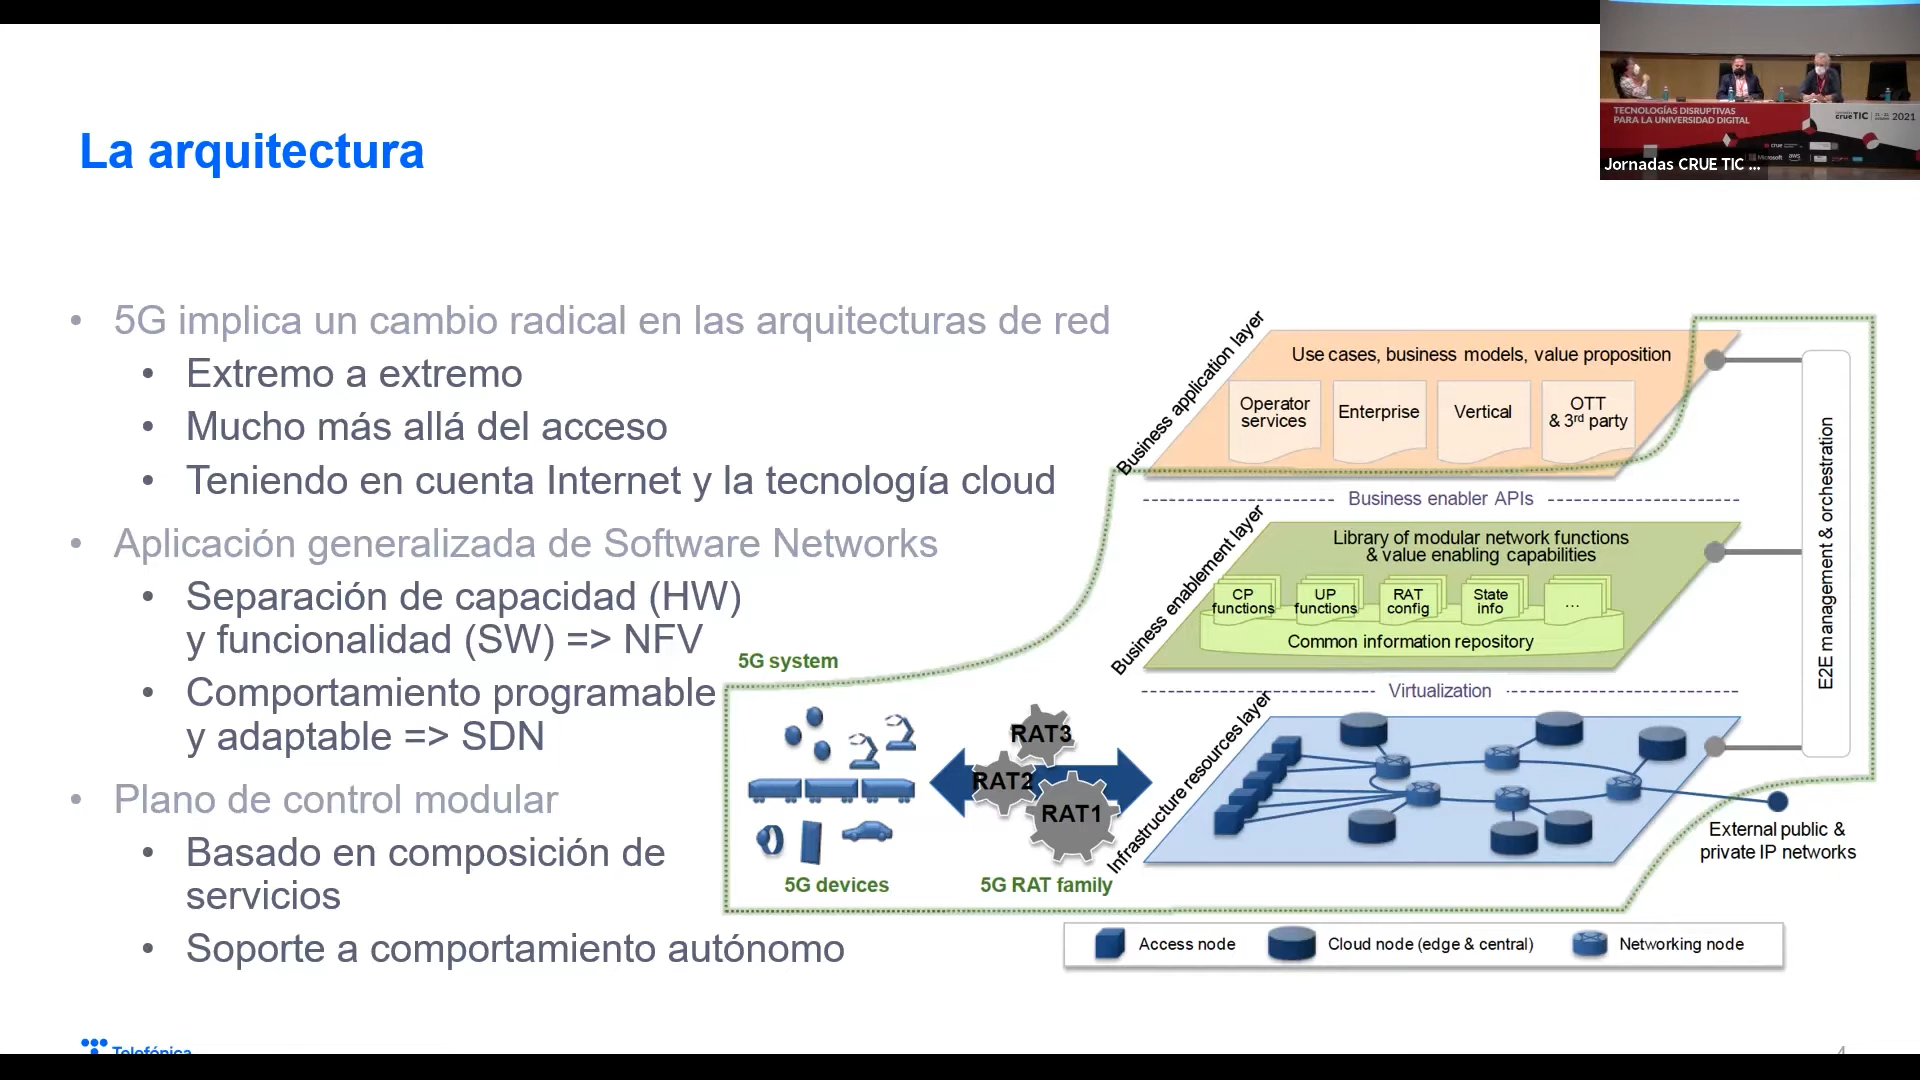 La arquitectura
TECNOLOGÍAS DISRUPTIVAS
PARA LA UNIVERSIDAD DIGITAL
crueTIC
2021
crue
Microsoft
aws
Jornadas CRUE TIC ...
• 5G implica un cambio radical en las arquitecturas de red
• Extremo a extremo
• Mucho más allá del acceso
• Teniendo en cuenta Internet y la tecnología cloud
• Aplicación generalizada de Software Networks
• Separación de capacidad (HW)
y funcionalidad (SW) => NFV
• Comportamiento programable
y adaptable => SDN
• Plano de control modular
• Basado en composición de
servicios
• Soporte a comportamiento autónomo
Business application layer
Use cases, business models, value proposition
Operator
services
Enterprise
Vertical
OTT
& 3rd party
Business enabler APIs
Business enablement layer
Library of modular network functions
& value enabling capabilities
CP
functions
UP
functions
RAT
config
State
info
...
Common information repository
Virtualization
Infrastructure resources layer
E2E management & orchestration
5G system
RAT3
RAT2
RAT1
5G devices
5G RAT family
External public &
private IP networks
Access node
Cloud node (edge & central)
Networking node
Telefónica
4